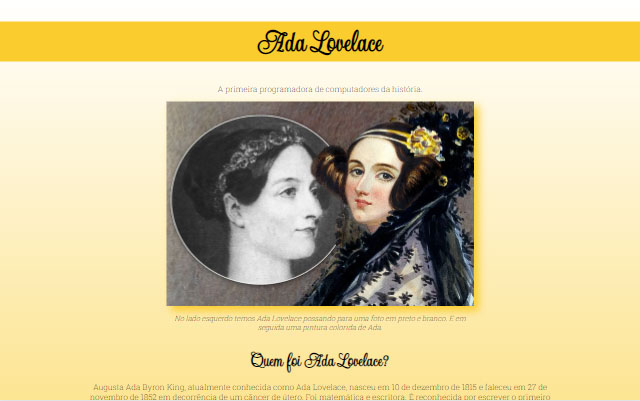 Ada Lovelace
A primeira programadora de computadores da história.
No lado esquerdo temos Ada Lovelace possando para uma foto em preto e branco. E em
seguida uma pintura colorida de Ada
Quem foi Ada Lovelace?
Augusta Ada Byron King, atualmente conhecida como Ada Lovelace, nasceu em 10 de dezembro de 1815 e faleceu em 27 de
novembro de 1852 em decorrência de um câncer de útero. Foi matemática e escritora. É reconhecida por escrever o primeiro